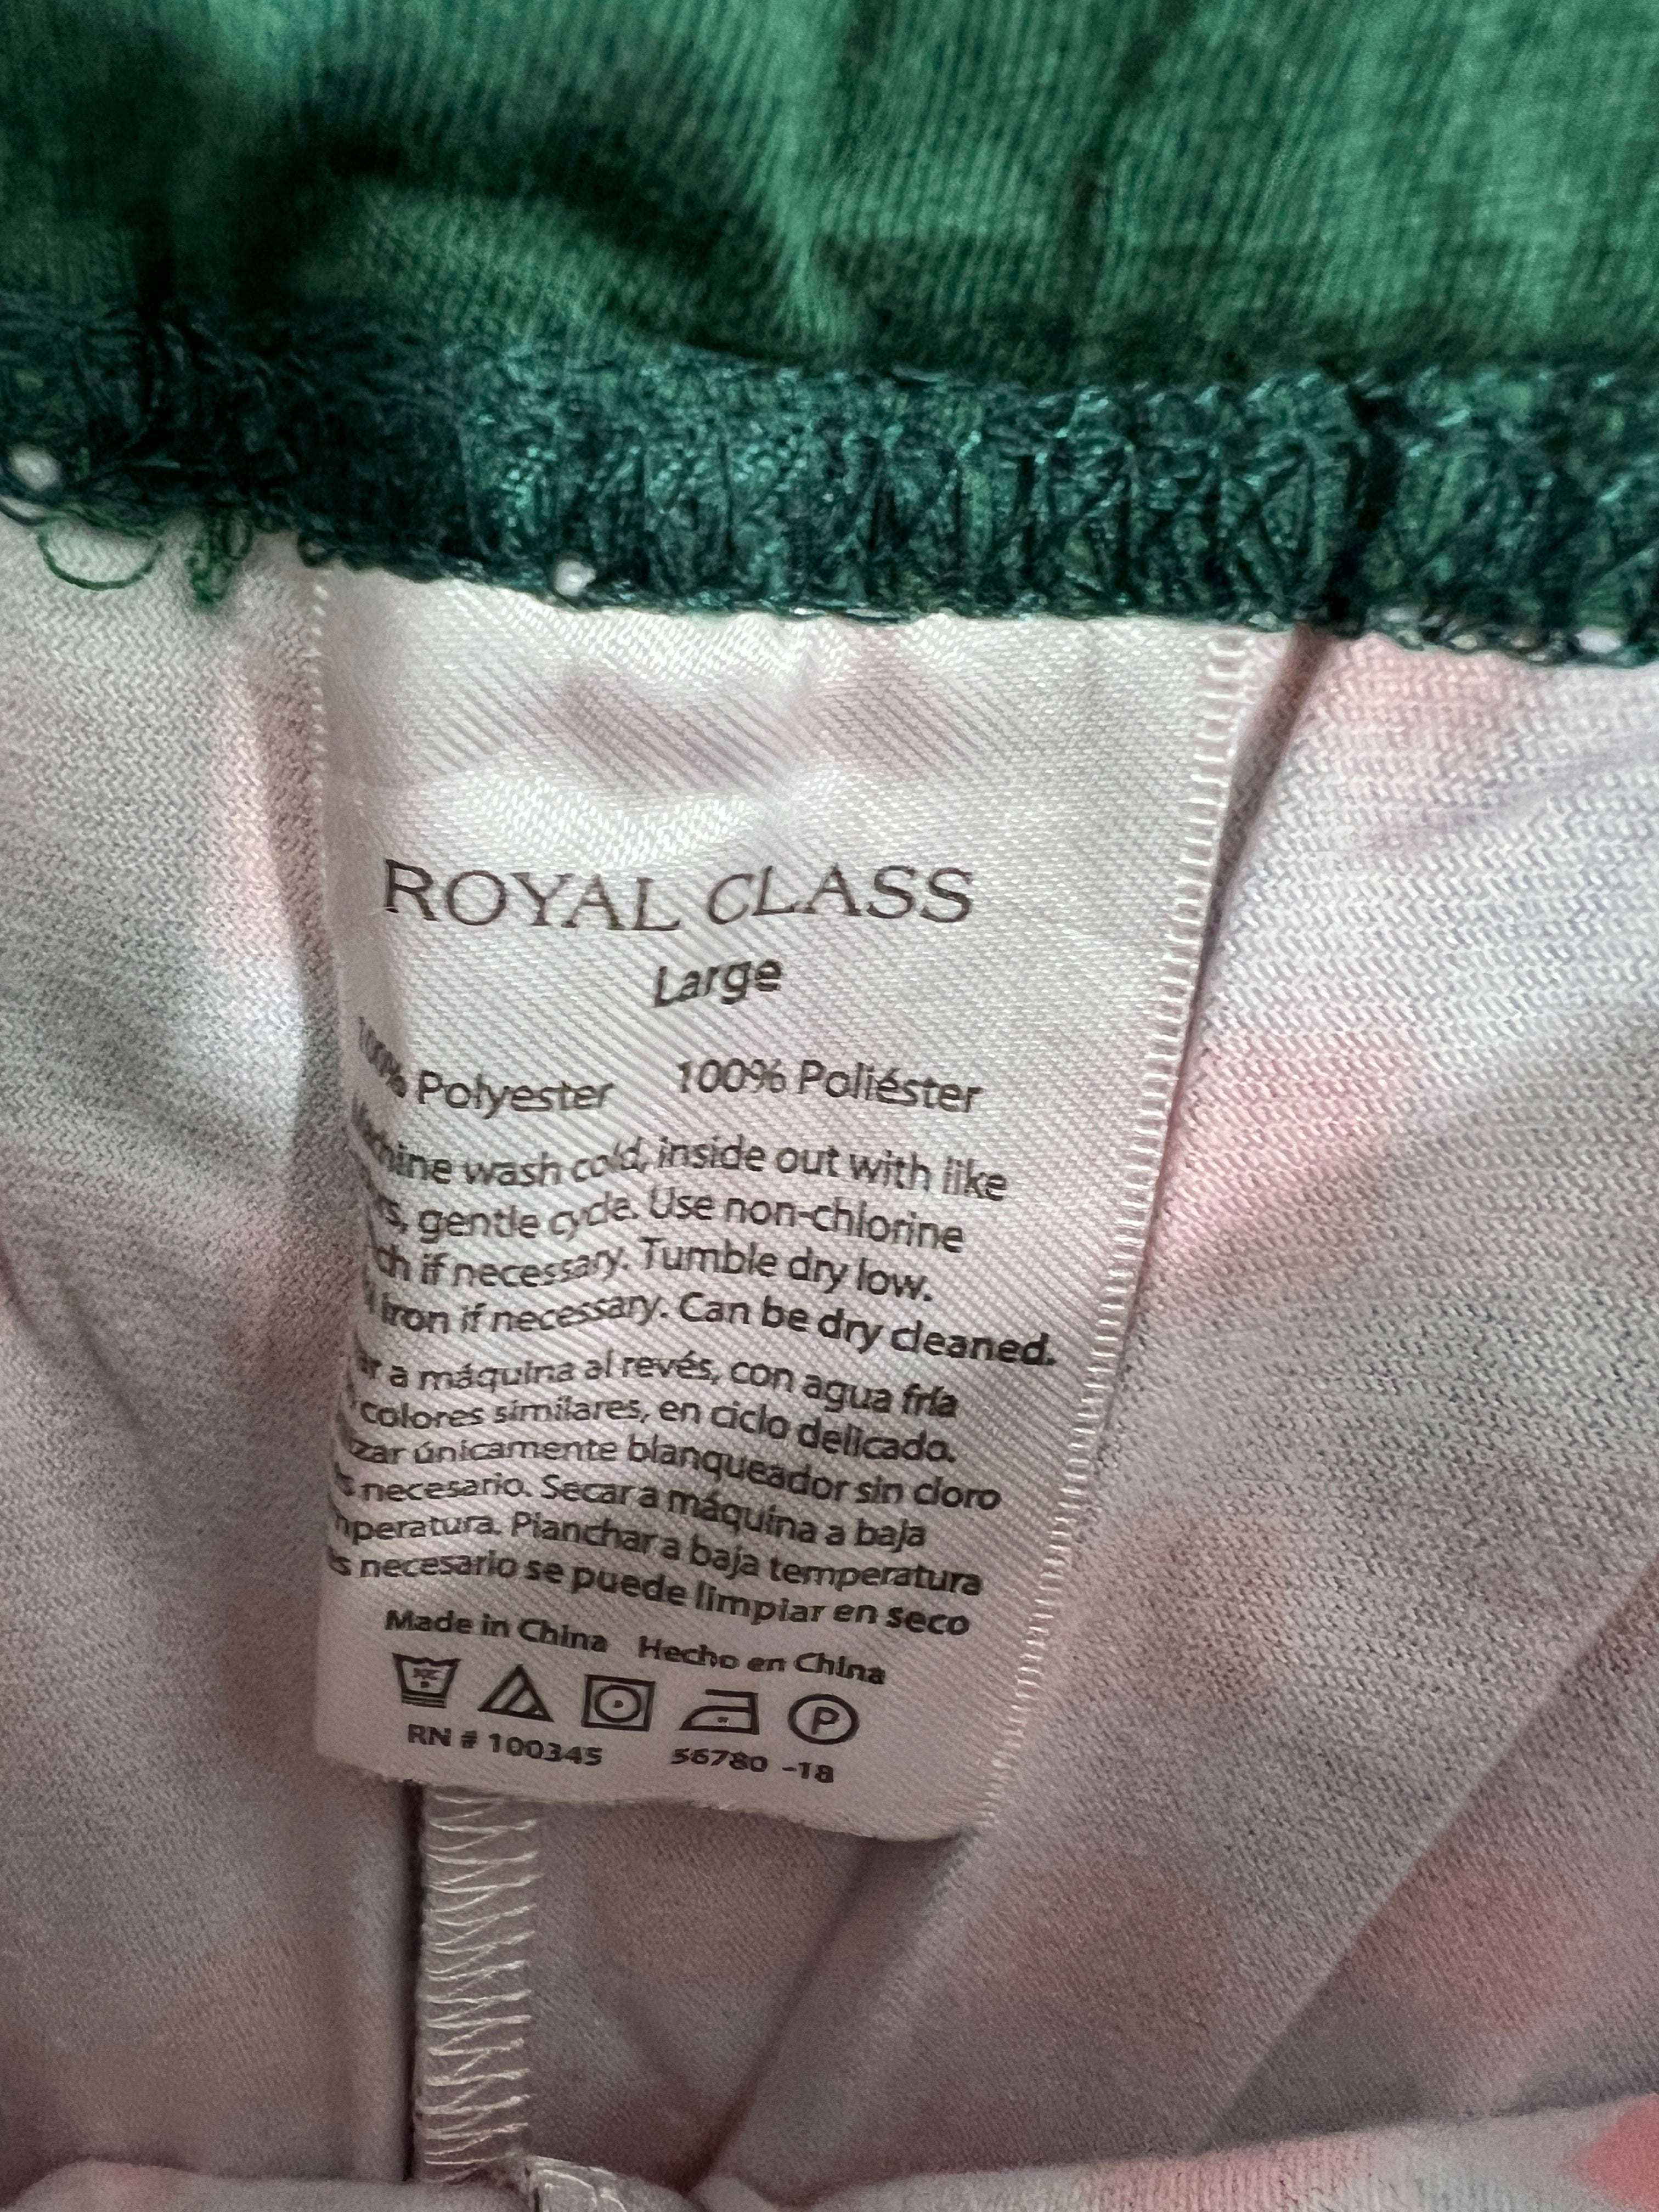 ROYAL CLASS
Large
100% Polyester 100% Poliéster
wash cold, inside out with like
gentle cycle. Use non-chlorine
if necessary. Tumble dry low.
iron if necessary. Can be dry cleaned.
a máquina al revés, con agua fría
colores similares, en ciclo delicado.
únicamente blanqueador sin cloro
necesario. Secar a máquina a baja
Planchar a baja temperatura
necesario se puede limpiar en seco
Made in China Hecho en China
P
RN # 100345 56780 -18